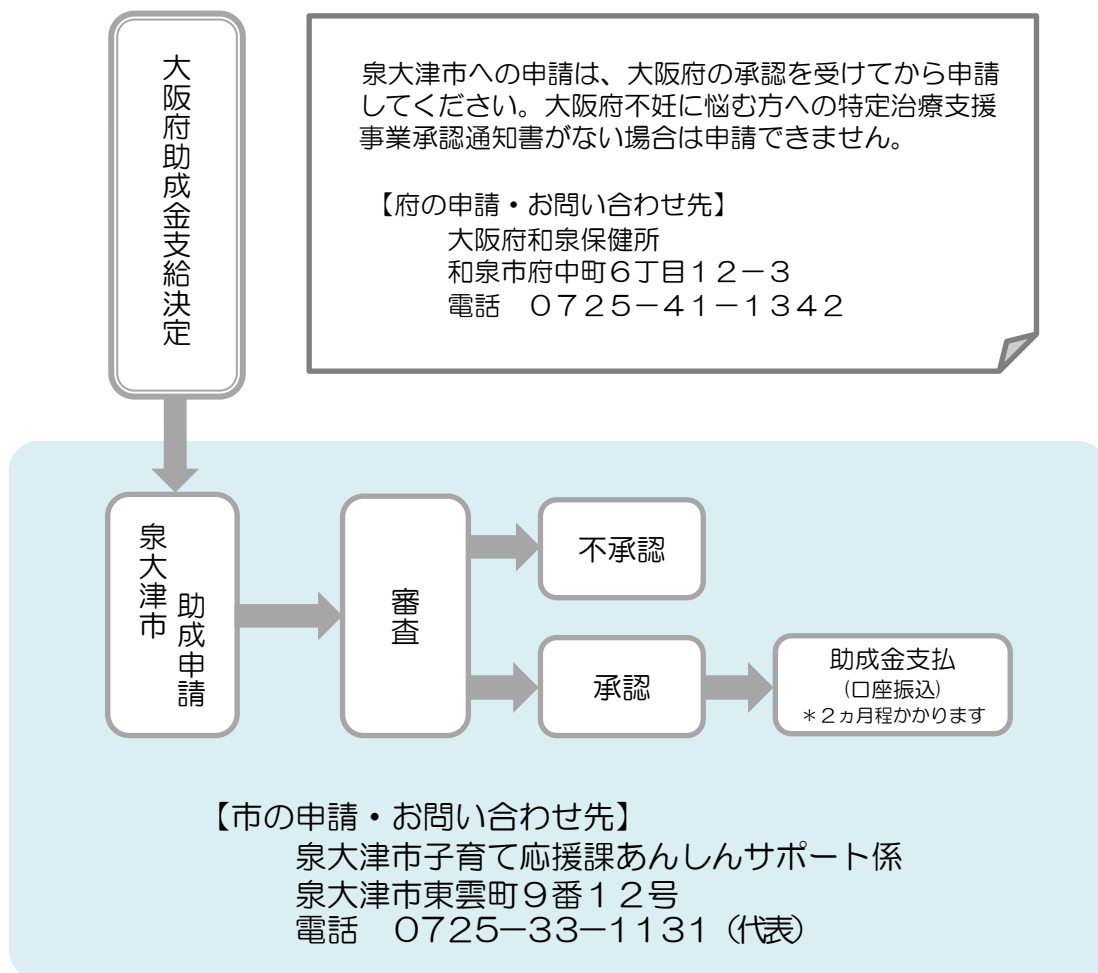 大阪府助成金支給決定
泉大津市への申請は、大阪府の承認を受けてから申請
してください。大阪府不妊に悩む方への特定治療支援
事業承認通知書がない場合は申請できません。
【府の申請・お問い合わせ先】
大阪府和泉保健所
和泉市府中町６丁目１２－３
電話　０７２５－４１－１３４２
泉大津市
助成申請
審査
不承認
承認
助成金支払
(口座振込)
＊２ヵ月程かかります
【市の申請・お問い合わせ先】
泉大津市子育て応援課あんしんサポート係
泉大津市東雲町９番１２号
電話　０７２５－３３－１１３１（代表）